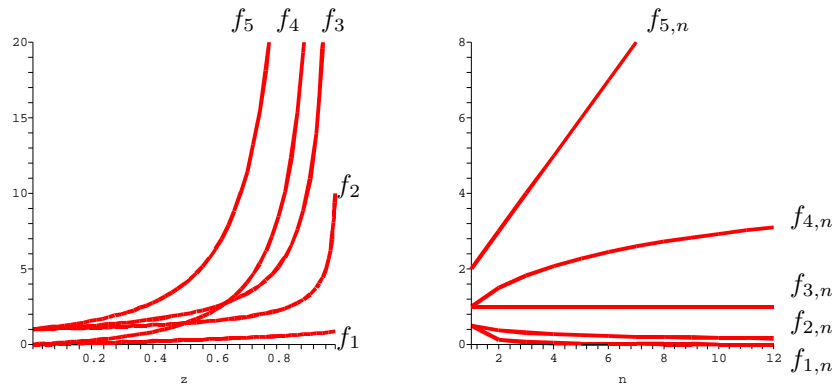 f₅ f₄ f₃
20
15
10
5
0
f₂
f₁
0.2 0.4 0.6 0.8
z
f₅,ₙ
8
6
4
2
0
f₄,ₙ
f₃,ₙ
f₂,ₙ
f₁,ₙ
2 4 6 8 10 12
n